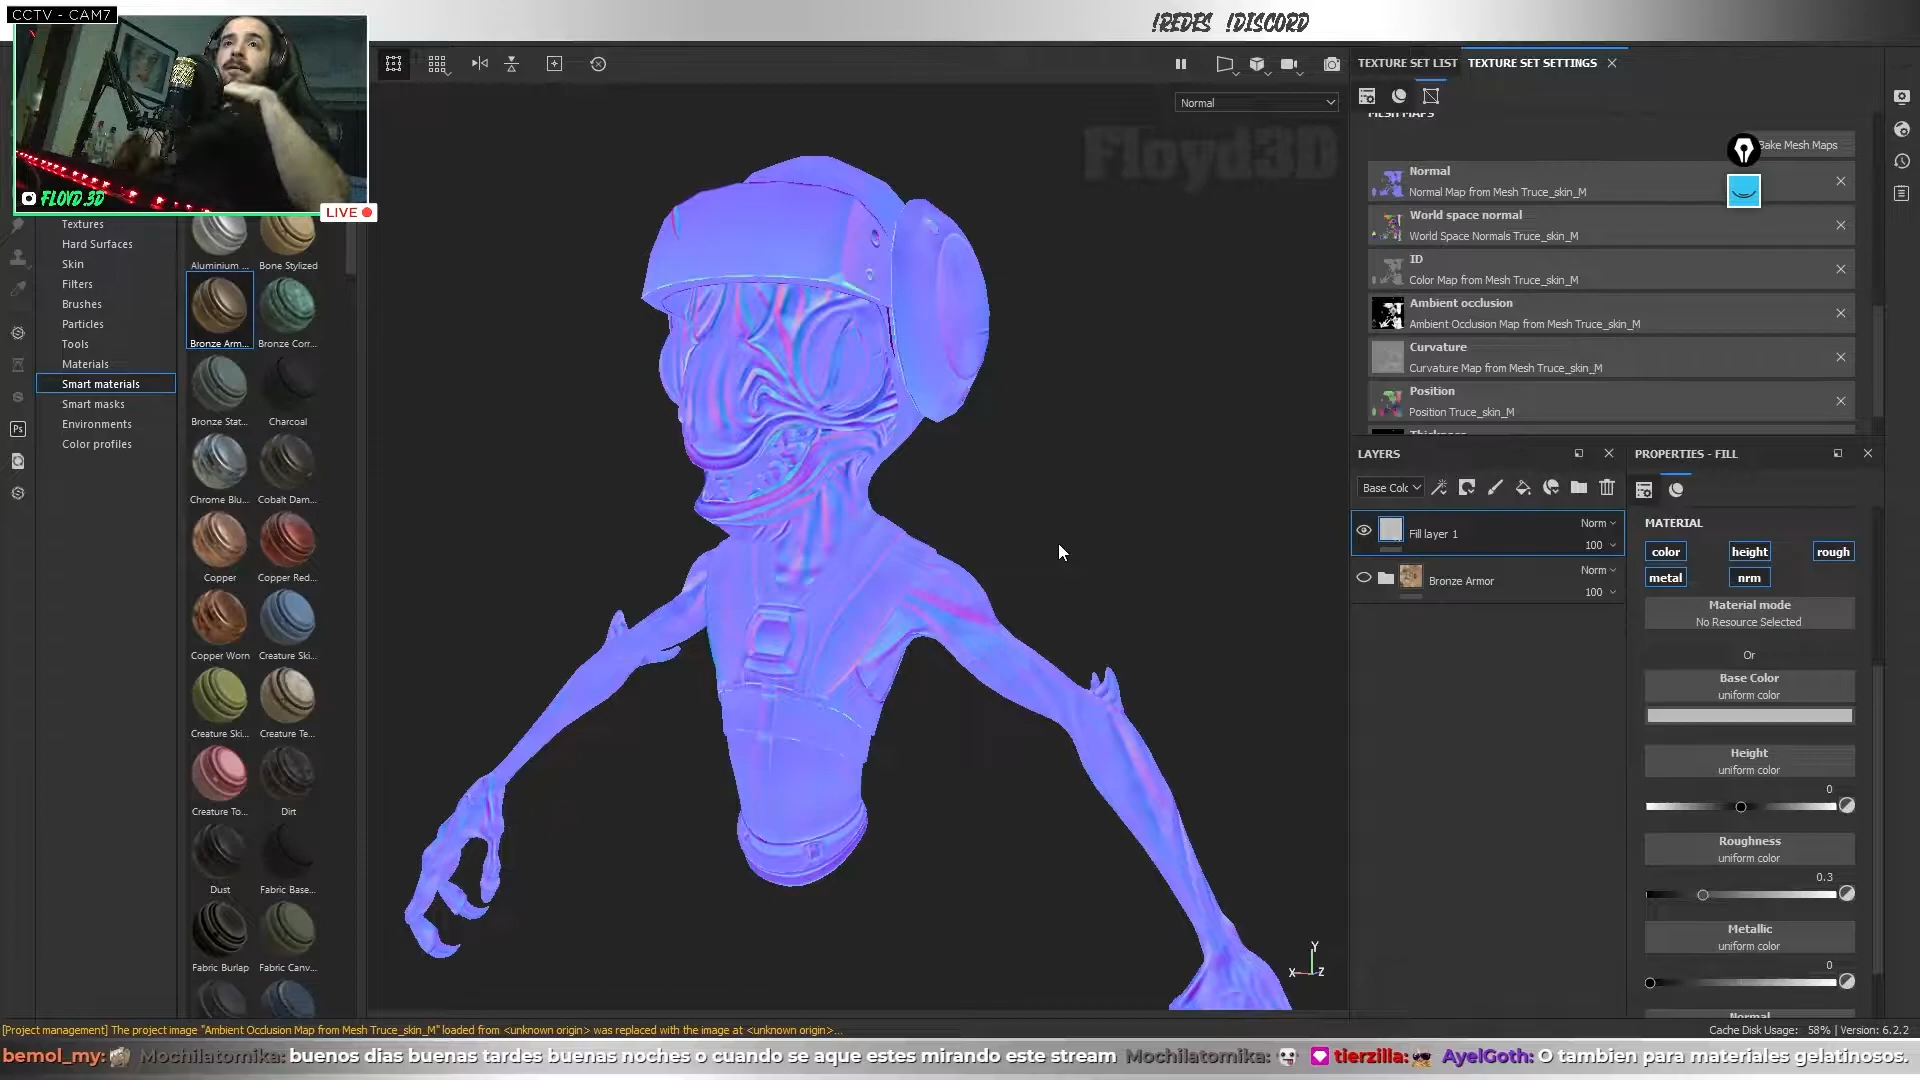 CCTV - CAM7
!REDES !DISCORD
FLOYD.3D
LIVE
Textures
Hard Surfaces
Skin
Filters
Brushes
Particles
Tools
Materials
Smart materials
Smart masks
Environments
Color profiles
Ps
Aluminium ... Bone Stylized
Bronze Arm... Bronze Corr...
Bronze Stat... Charcoal
Chrome Blu... Cobalt Dam...
Copper Copper Red...
Copper Worn Creature Ski...
Creature Ski... Creature Te...
Creature To... Dirt
Dust Fabric Base...
Fabric Burlap Fabric Canv...
Normal
Floyd3D
Y
X Z
TEXTURE SET LIST TEXTURE SET SETTINGS
MESH MAPS
Bake Mesh Maps
Normal
Normal Map from Mesh Truce_skin_M
World space normal
World Space Normals Truce_skin_M
ID
Color Map from Mesh Truce_skin_M
Ambient occlusion
Ambient Occlusion Map from Mesh Truce_skin_M
Curvature
Curvature Map from Mesh Truce_skin_M
Position
Position Truce_skin_M
Thickness
LAYERS
Base Colc
Fill layer 1 Norm
100
Bronze Armor Norm
100
PROPERTIES - FILL
MATERIAL
color height rough
metal nrm
Material mode
No Resource Selected
Or
Base Color
uniform color
Height
uniform color
0
Roughness
uniform color
0.3
Metallic
uniform color
0
Normal
[Project management] The project image "Ambient Occlusion Map from Mesh Truce_skin_M" loaded from <unknown origin> was replaced with the image at <unknown origin>...
Cache Disk Usage: 58% | Version: 6.2.2
bemol_my: Mochilatomika: buenos dias buenas tardes buenas noches o cuando se aque estes mirando este stream Mochilatomika: tierzilla: AyelGoth: O tambien para materiales gelatinosos.